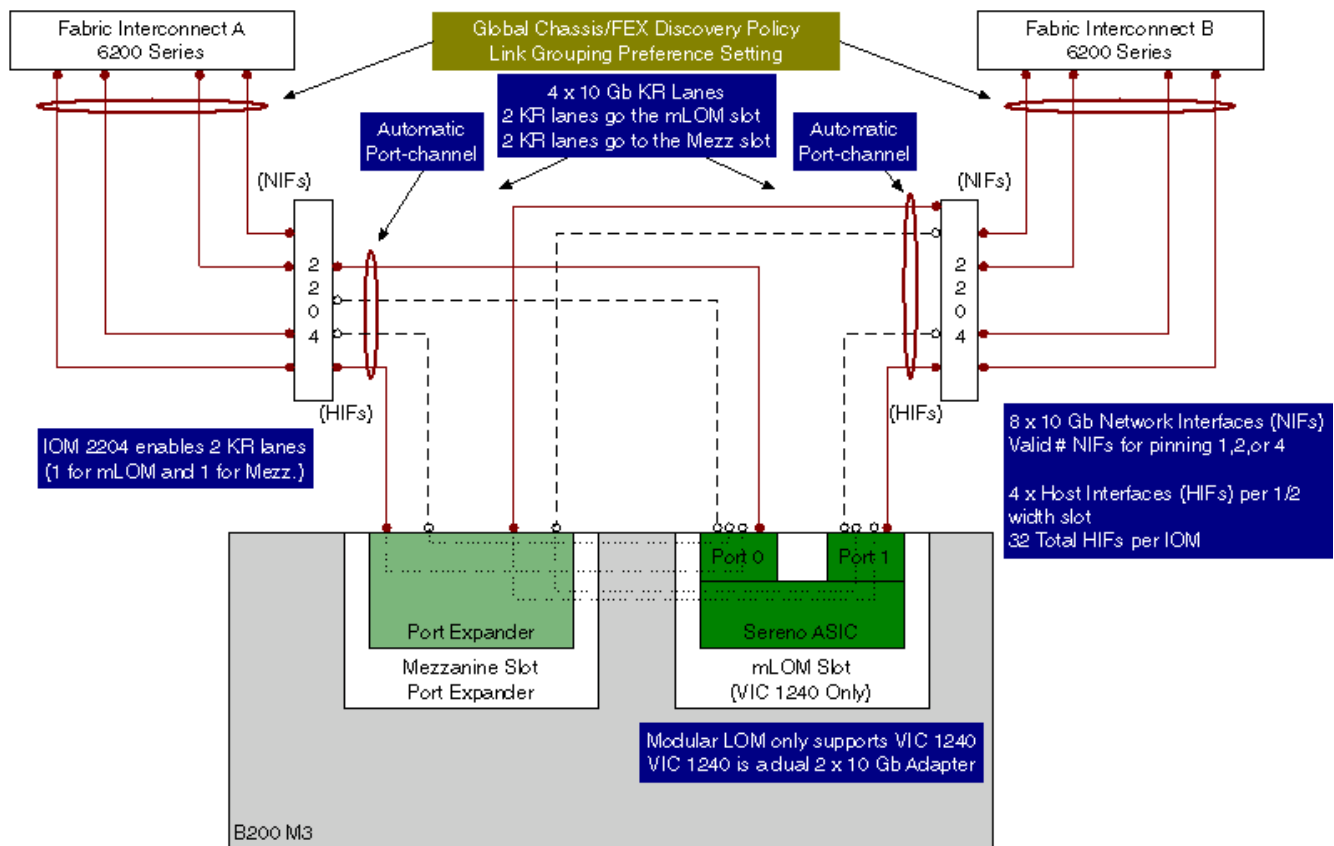 Fabric Interconnect A
6200 Series
Global Chassis/FEX Discovery Policy
Link Grouping Preference Setting
Fabric Interconnect B
6200 Series
4 x 10 Gb KR Lanes
2 KR lanes go the mLOM slot
2 KR lanes go to the Mezz slot
Automatic
Port-channel
Automatic
Port-channel
(NIFs)
(NIFs)
2
2
0
4
2
2
0
4
(HIFs)
(HIFs)
IOM 2204 enables 2 KR lanes
(1 for mLOM and 1 for Mezz.)
8 x 10 Gb Network Interfaces (NIFs)
Valid # NIFs for pinning 1,2,or 4
4 x Host Interfaces (HIFs) per 1/2
width slot
32 Total HIFs per IOM
Port 0
Port 1
Port Expander
Sereno ASIC
Mezzanine Slot
Port Expander
mLOM Slot
(VIC 1240 Only)
Modular LOM only supports VIC 1240
VIC 1240 is a dual 2 x 10 Gb Adapter
B200 M3